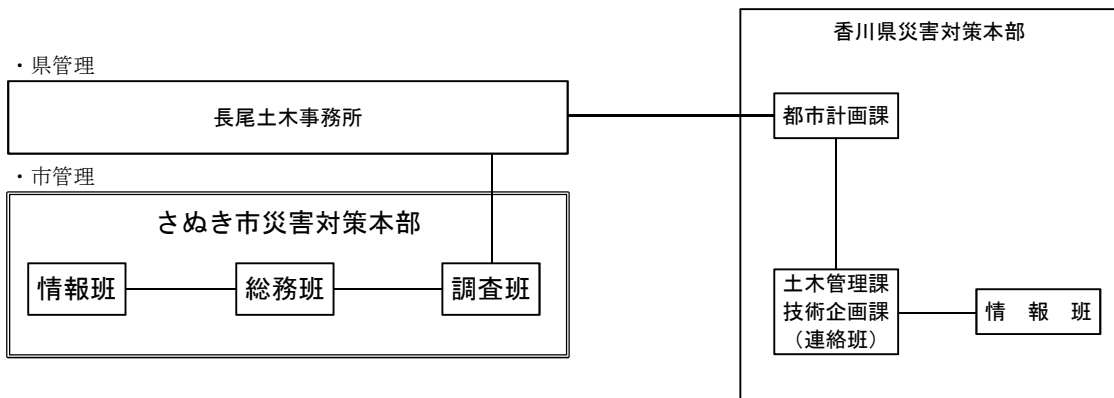 香川県災害対策本部
・県管理
長尾土木事務所
都市計画課
・市管理
さぬき市災害対策本部
情報班
総務班
調査班
土木管理課
技術企画課
（連絡班）
情　報　班